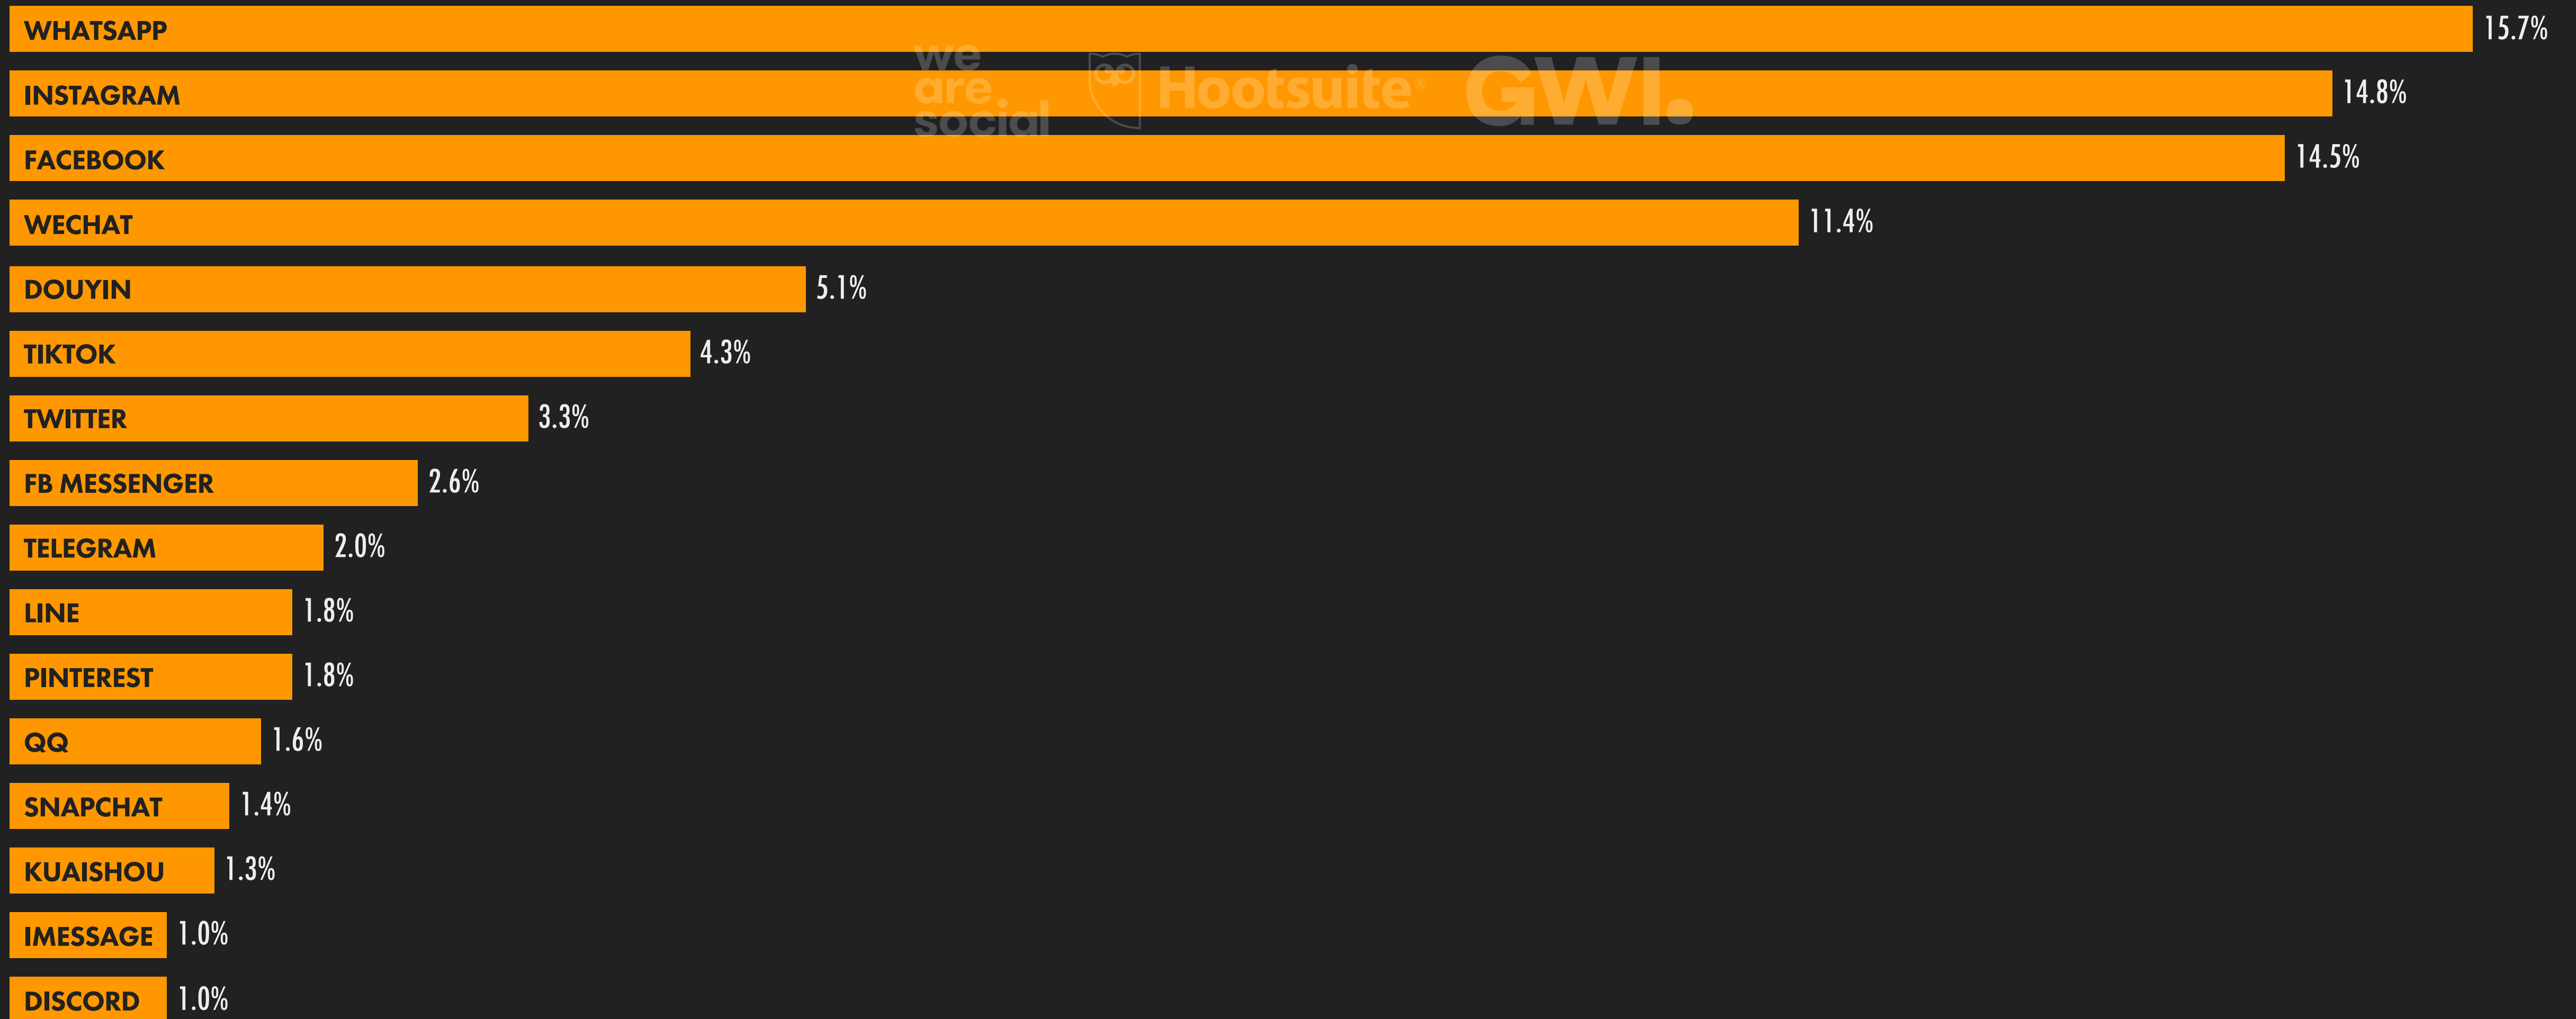 WHATSAPP 15.7%
we
are
social
Hootsuite®
GWI.
INSTAGRAM 14.8%
FACEBOOK 14.5%
WECHAT 11.4%
DOUYIN 5.1%
TIKTOK 4.3%
TWITTER 3.3%
FB MESSENGER 2.6%
TELEGRAM 2.0%
LINE 1.8%
PINTEREST 1.8%
QQ 1.6%
SNAPCHAT 1.4%
KUAISHOU 1.3%
IMESSAGE 1.0%
DISCORD 1.0%